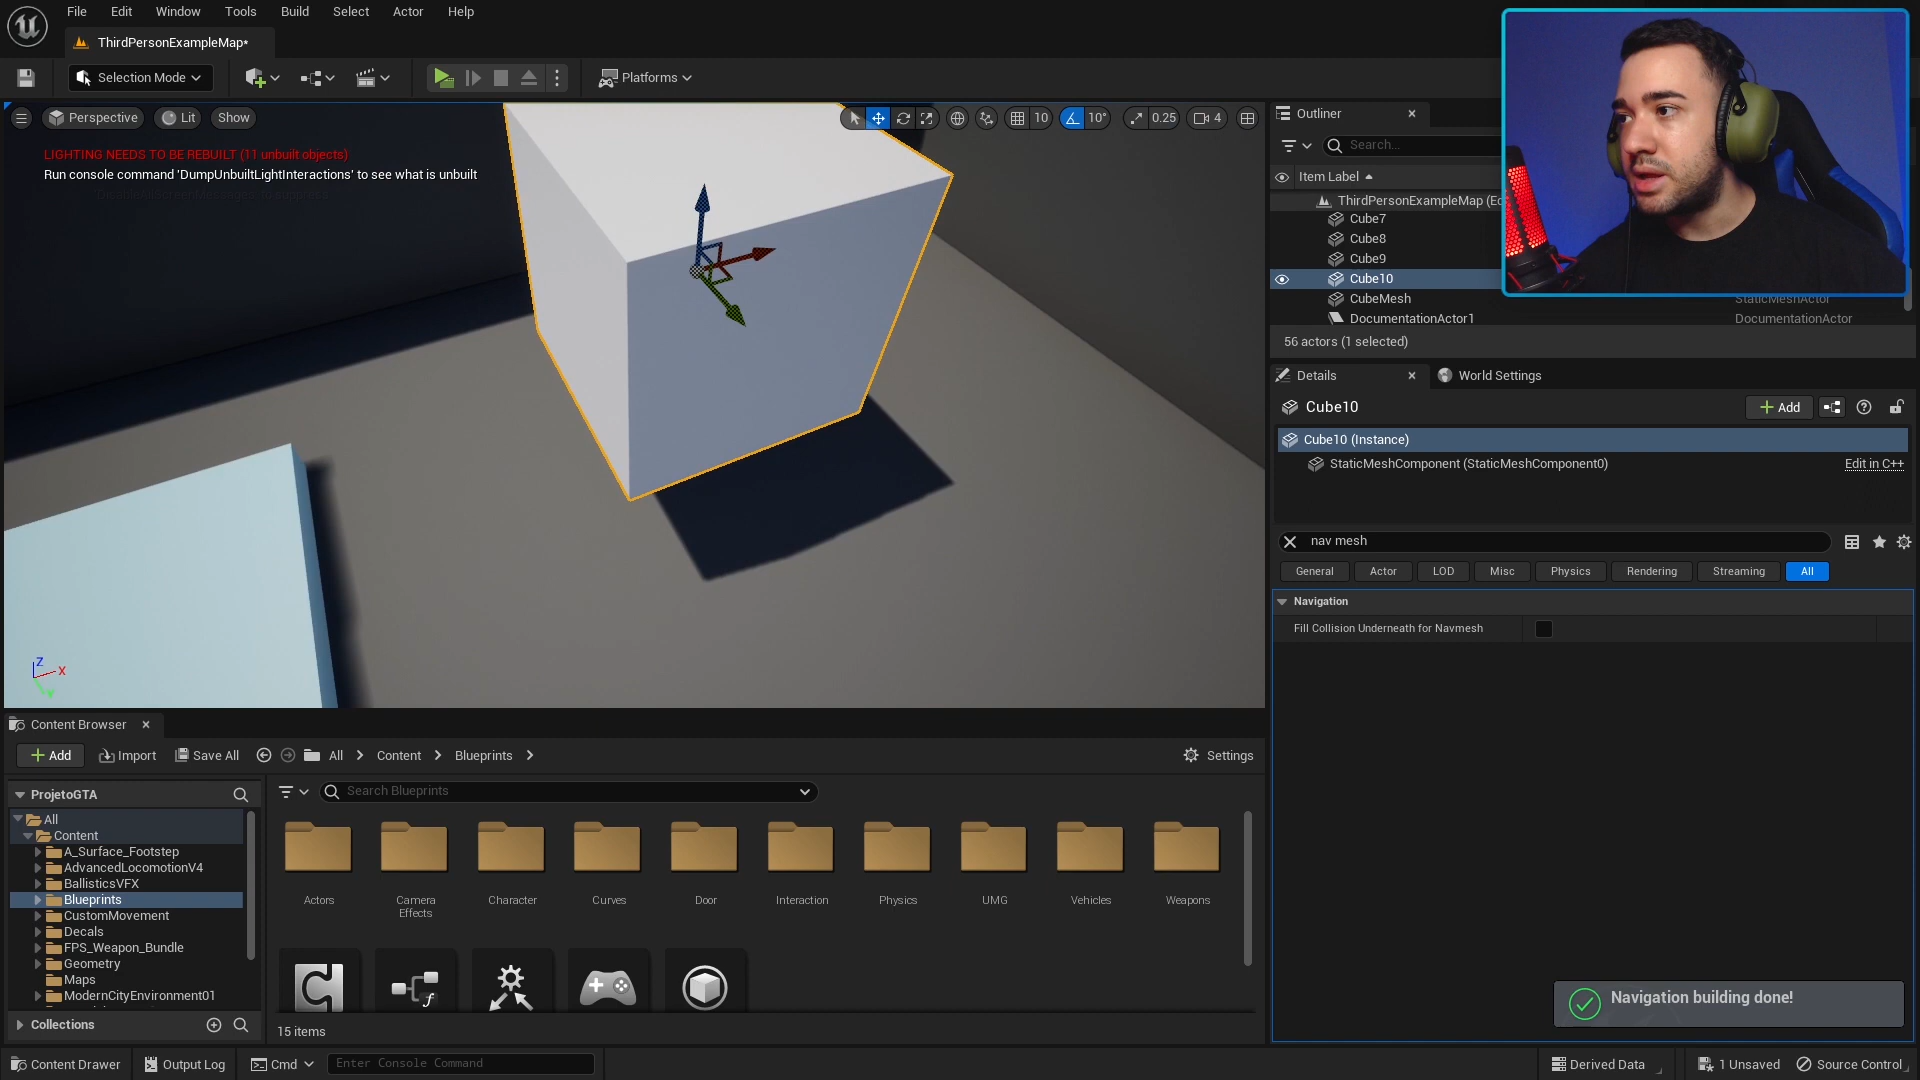 File Edit Window Tools Build Select Actor Help
ThirdPersonExampleMap*
Selection Mode
Platforms
Perspective Lit Show
10 10° 0.25 4
LIGHTING NEEDS TO BE REBUILT (11 unbuilt objects)
Run console command 'DumpUnbuiltLightInteractions' to see what is unbuilt
'DisableAllScreenMessages' to suppress
Z
X
Y
Outliner
Search...
Item Label
ThirdPersonExampleMap (Ed
Cube7
Cube8
Cube9
Cube10
CubeMesh StaticMeshActor
DocumentationActor1 DocumentationActor
56 actors (1 selected)
Details World Settings
Cube10 Add
Cube10 (Instance)
StaticMeshComponent (StaticMeshComponent0) Edit in C++
nav mesh
General Actor LOD Misc Physics Rendering Streaming All
Navigation
Fill Collision Underneath for Navmesh
Content Browser
Add Import Save All All Content Blueprints Settings
ProjetoGTA
All
Content
A_Surface_Footstep
AdvancedLocomotionV4
BallisticsVFX
Blueprints
CustomMovement
Decals
FPS_Weapon_Bundle
Geometry
Maps
ModernCityEnvironment01
Collections
Search Blueprints
Actors Camera Effects Character Curves Door Interaction Physics UMG Vehicles Weapons
15 items
Navigation building done!
Content Drawer Output Log Cmd Enter Console Command Derived Data 1 Unsaved Source Control